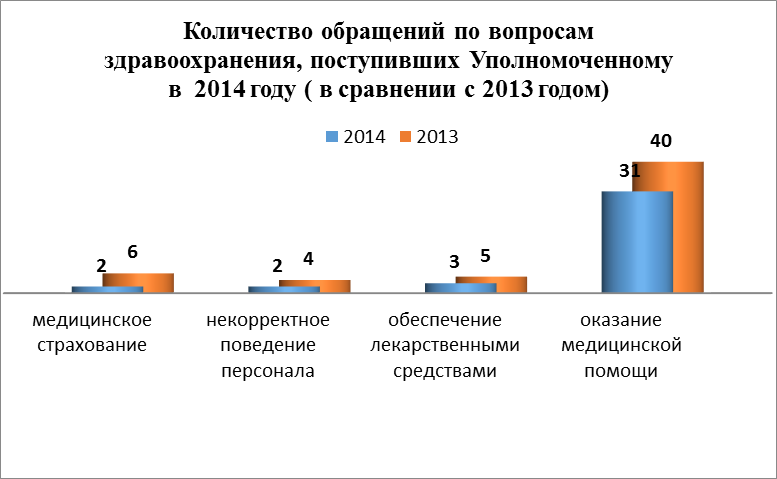 Количество обращений по вопросам
здравоохранения, поступивших Уполномоченному
в 2014 году ( в сравнении с 2013 годом)
2014 2013
2 6 2 4 3 5 31 40
медицинское
страхование
некорректное
поведение
персонала
обеспечение
лекарственными
средствами
оказание
медицинской
помощи